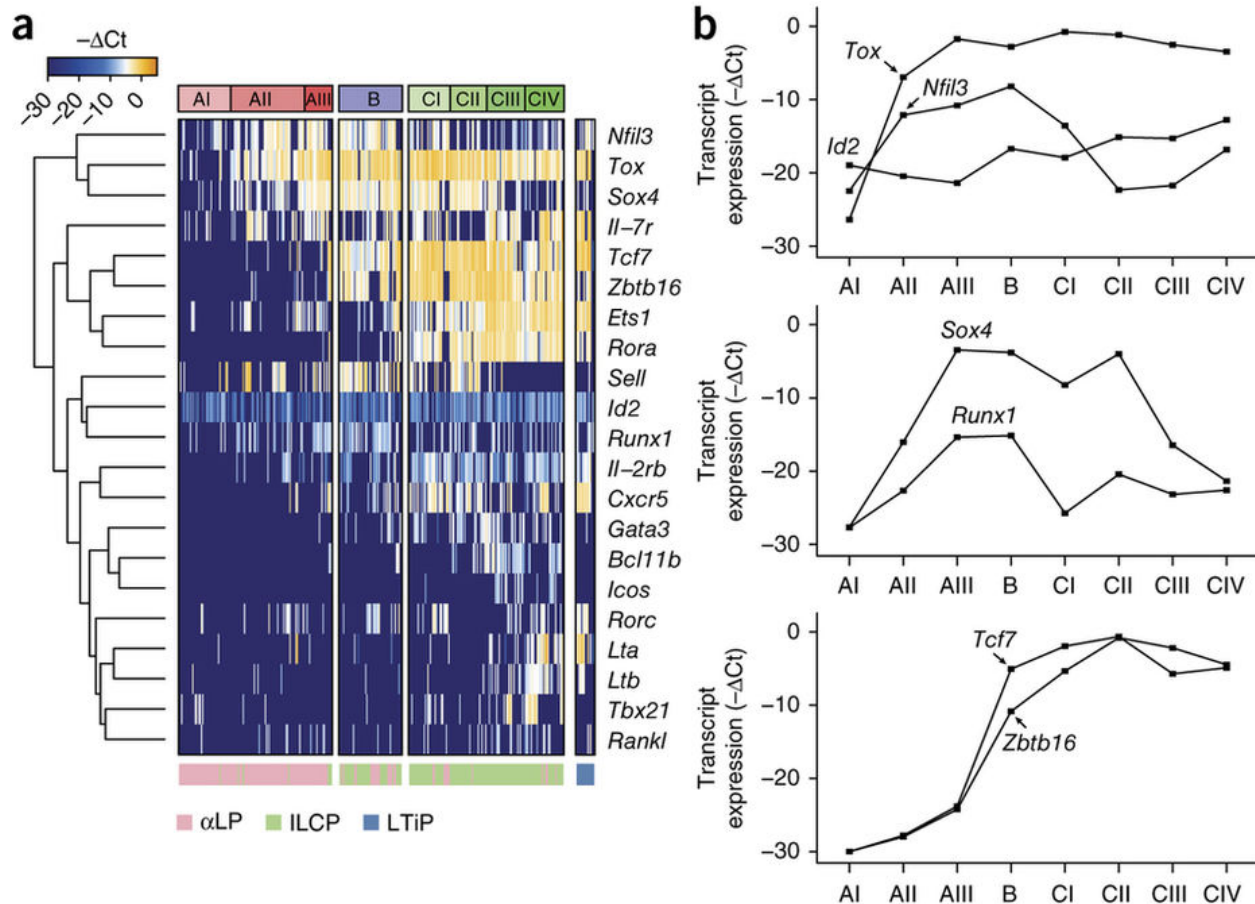 a
−ΔCt
−30 −20 −10 0
AI AII AIII B CI CII CIII CIV
Nfil3
Tox
Sox4
Il−7r
Tcf7
Zbtb16
Ets1
Rora
Sell
Id2
Runx1
Il−2rb
Cxcr5
Gata3
Bcl11b
Icos
Rorc
Lta
Ltb
Tbx21
Rankl
αLP ILCP LTiP
b
Transcript
expression (−ΔCt)
0
−10
−20
−30
Tox
Nfil3
Id2
AI AII AIII B CI CII CIII CIV
Transcript
expression (−ΔCt)
0
−10
−20
−30
Sox4
Runx1
AI AII AIII B CI CII CIII CIV
Transcript
expression (−ΔCt)
0
−10
−20
−30
Tcf7
Zbtb16
AI AII AIII B CI CII CIII CIV